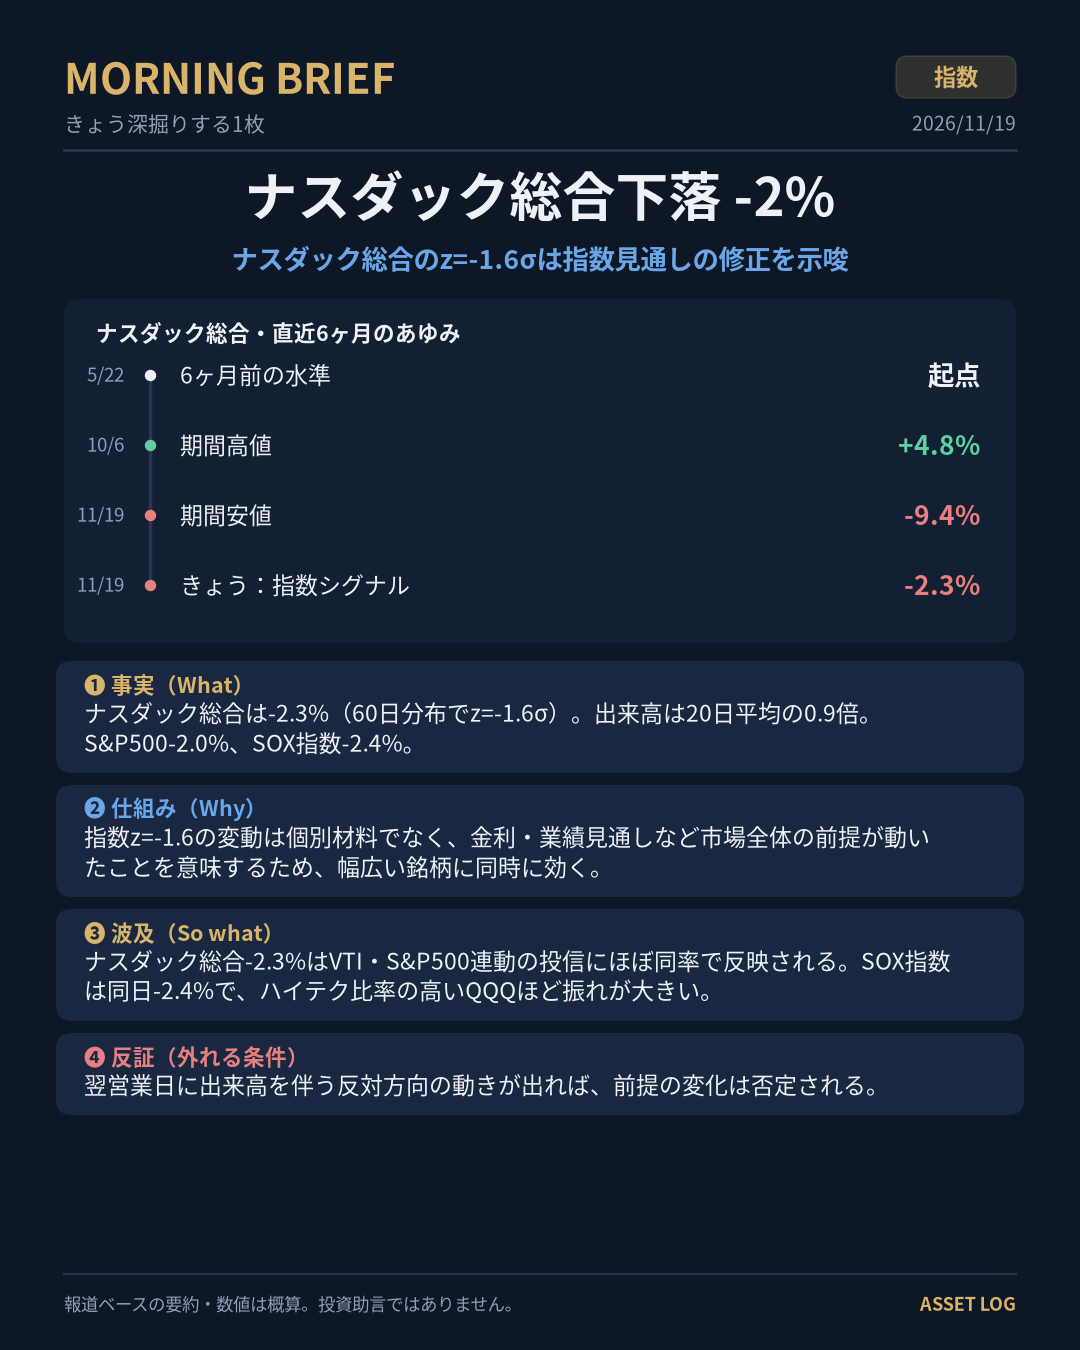 MORNING BRIEF
指数
きょう深掘りする1枚
2026/11/19
ナスダック総合下落 -2%
ナスダック総合のz=-1.6σは指数見通しの修正を示唆
ナスダック総合・直近6ヶ月のあゆみ
5/22 6ヶ月前の水準 起点
10/6 期間高値 +4.8%
11/19 期間安値 -9.4%
11/19 きょう：指数シグナル -2.3%
❶ 事実（What）
ナスダック総合は-2.3%（60日分布でz=-1.6σ）。出来高は20日平均の0.9倍。
S&P500-2.0%、SOX指数-2.4%。
❷ 仕組み（Why）
指数z=-1.6の変動は個別材料でなく、金利・業績見通しなど市場全体の前提が動い
たことを意味するため、幅広い銘柄に同時に効く。
❸ 波及（So what）
ナスダック総合-2.3%はVTI・S&P500連動の投信にほぼ同率で反映される。SOX指数
は同日-2.4%で、ハイテク比率の高いQQQほど振れが大きい。
❹ 反証（外れる条件）
翌営業日に出来高を伴う反対方向の動きが出れば、前提の変化は否定される。
報道ベースの要約・数値は概算。投資助言ではありません。
ASSET LOG